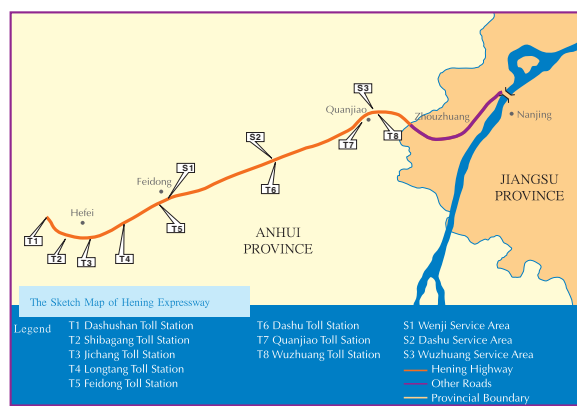 S3
Quanjiao
Zhouzhuang
Nanjing
T7
T8
S2
T6
S1
Feidong
JIANGSU
PROVINCE
Hefei
T5
ANHUI
PROVINCE
T1
T2
T3
T4
The Sketch Map of Hening Expressway
Legend
T1 Dashushan Toll Station
T2 Shibagang Toll Station
T3 Jichang Toll Station
T4 Longtang Toll Station
T5 Feidong Toll Station
T6 Dashu Toll Station
T7 Quanjiao Toll Station
T8 Wuzhuang Toll Station
S1 Wenji Service Area
S2 Dashu Service Area
S3 Wuzhuang Service Area
Hening Highway
Other Roads
Provincial Boundary